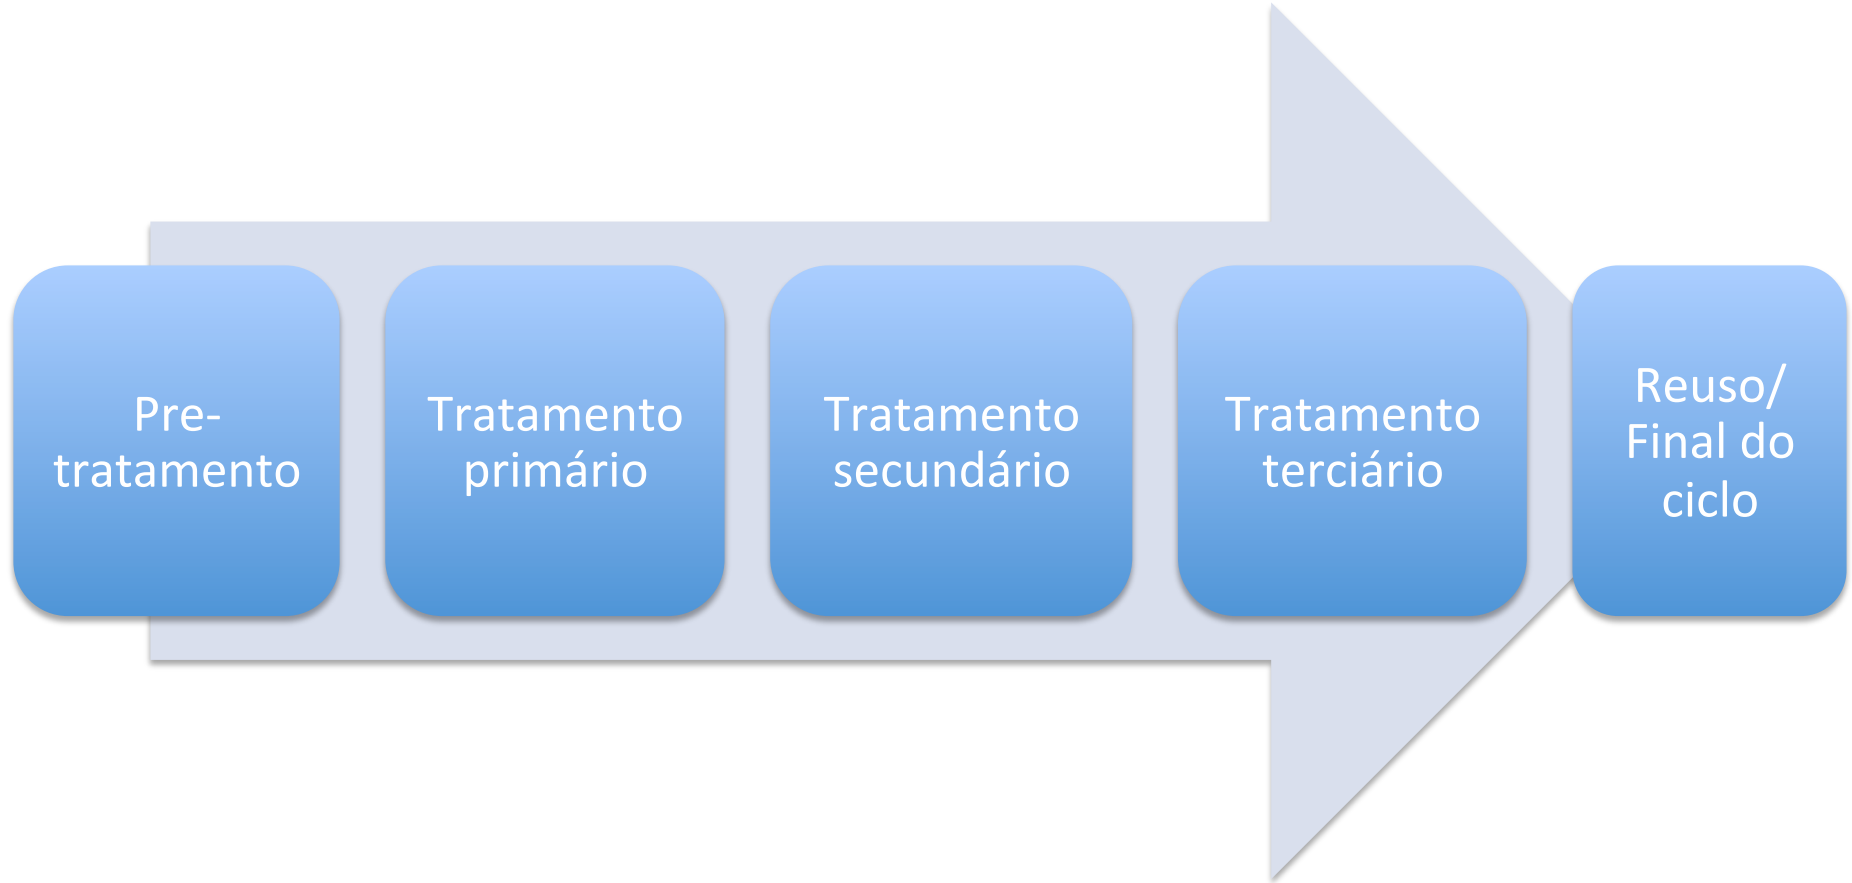 Pre-
tratamento
Tratamento
primário
Tratamento
secundário
Tratamento
terciário
Reuso/
Final do
ciclo